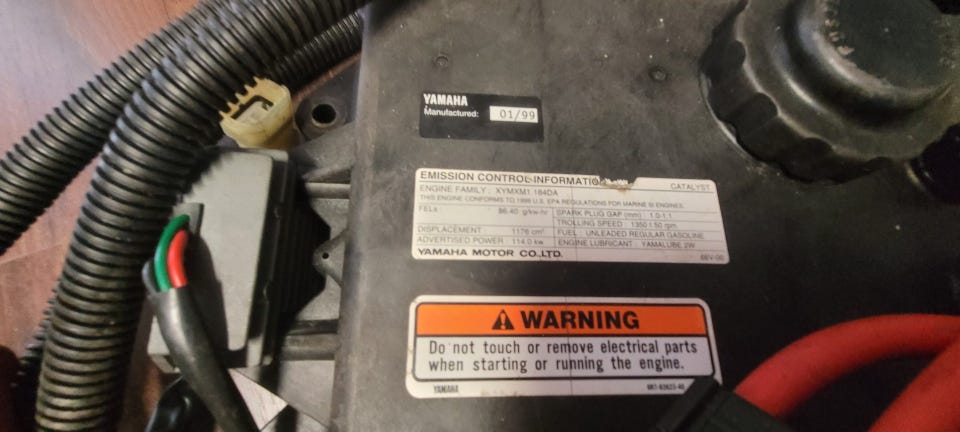 YAMAHA
Manufactured: 01/99
EMISSION CONTROL INFORMATIO CATALYST
ENGINE FAMILY : XYMXM1.184DA
THIS ENGINE CONFORMS TO 1999 U.S. EPA REGULATIONS FOR MARINE SI ENGINES.
FELs 86.40 g/kw-hr SPARK PLUG GAP (mm) : 1.0-1.1
TROLLING SPEED : 1350 ± 50 rpm
DISPLACEMENT 1176 cm³ FUEL : UNLEADED REGULAR GASOLINE
ADVERTISED POWER 114.0 kw ENGINE LUBRICANT : YAMALUBE 2W
YAMAHA MOTOR CO.,LTD. 66V-00
WARNING
Do not touch or remove electrical parts
when starting or running the engine.
YAMAHA